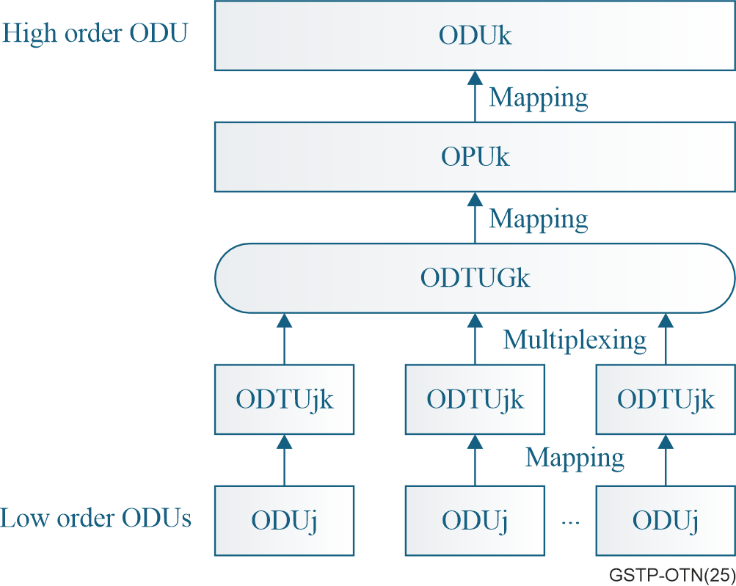 High order ODU
ODUk
Mapping
OPUk
Mapping
ODTUGk
Multiplexing
ODTUjk
ODTUjk
ODTUjk
Mapping
Low order ODUs
ODUj
ODUj
...
ODUj
GSTP-OTN(25)